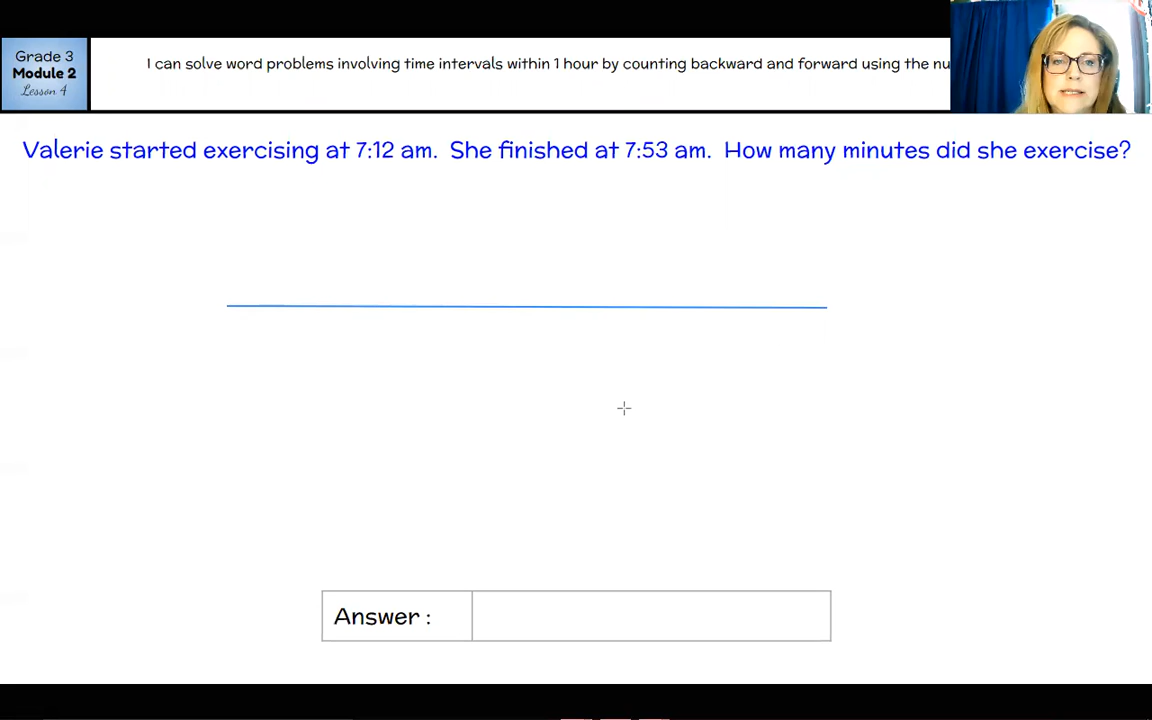 Grade 3
Module 2
Lesson 4
I can solve word problems involving time intervals within 1 hour by counting backward and forward using the
Valerie started exercising at 7:12 am. She finished at 7:53 am. How many minutes did she exercise?
Answer :